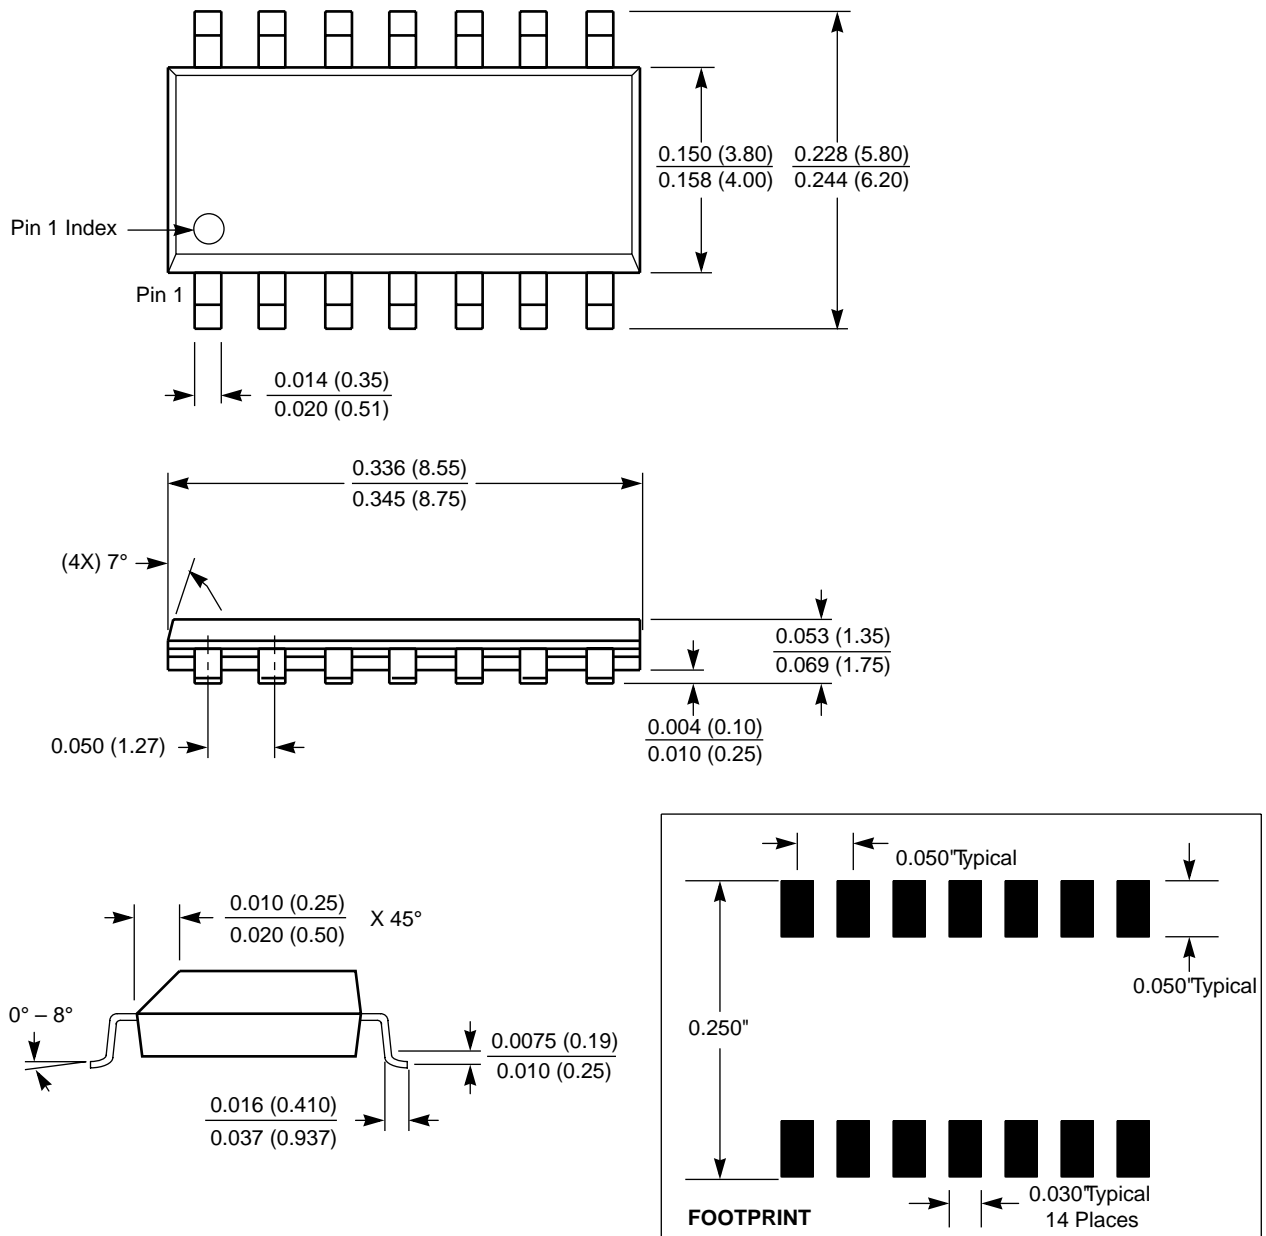 0.150 (3.80)
0.158 (4.00)
0.228 (5.80)
0.244 (6.20)
Pin 1 Index
Pin 1
0.014 (0.35)
0.020 (0.51)
0.336 (8.55)
0.345 (8.75)
(4X) 7°
0.053 (1.35)
0.069 (1.75)
0.004 (0.10)
0.010 (0.25)
0.050 (1.27)
0.010 (0.25)
0.020 (0.50)
X 45°
0° – 8°
0.0075 (0.19)
0.010 (0.25)
0.016 (0.410)
0.037 (0.937)
0.050"Typical
0.050"Typical
0.250"
0.030"Typical
14 Places
FOOTPRINT